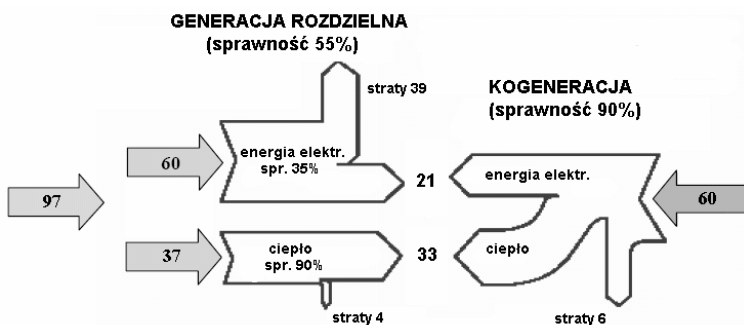 GENERACJA ROZDZIELNA
(sprawność 55%)
straty 39
KOGENERACJA
(sprawność 90%)
energia elektr.
spr. 35%
60
21
energia elektr.
60
97
37
ciepło
spr. 90%
33
ciepło
straty 4
straty 6